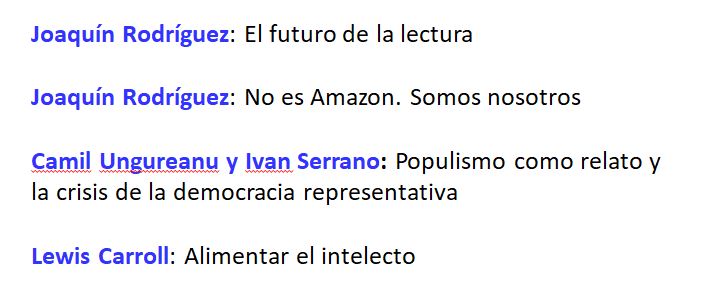 Joaquín Rodríguez: El futuro de la lectura
Joaquín Rodríguez: No es Amazon. Somos nosotros
Camil Ungureanu y Ivan Serrano: Populismo como relato y
la crisis de la democracia representativa
Lewis Carroll: Alimentar el intelecto